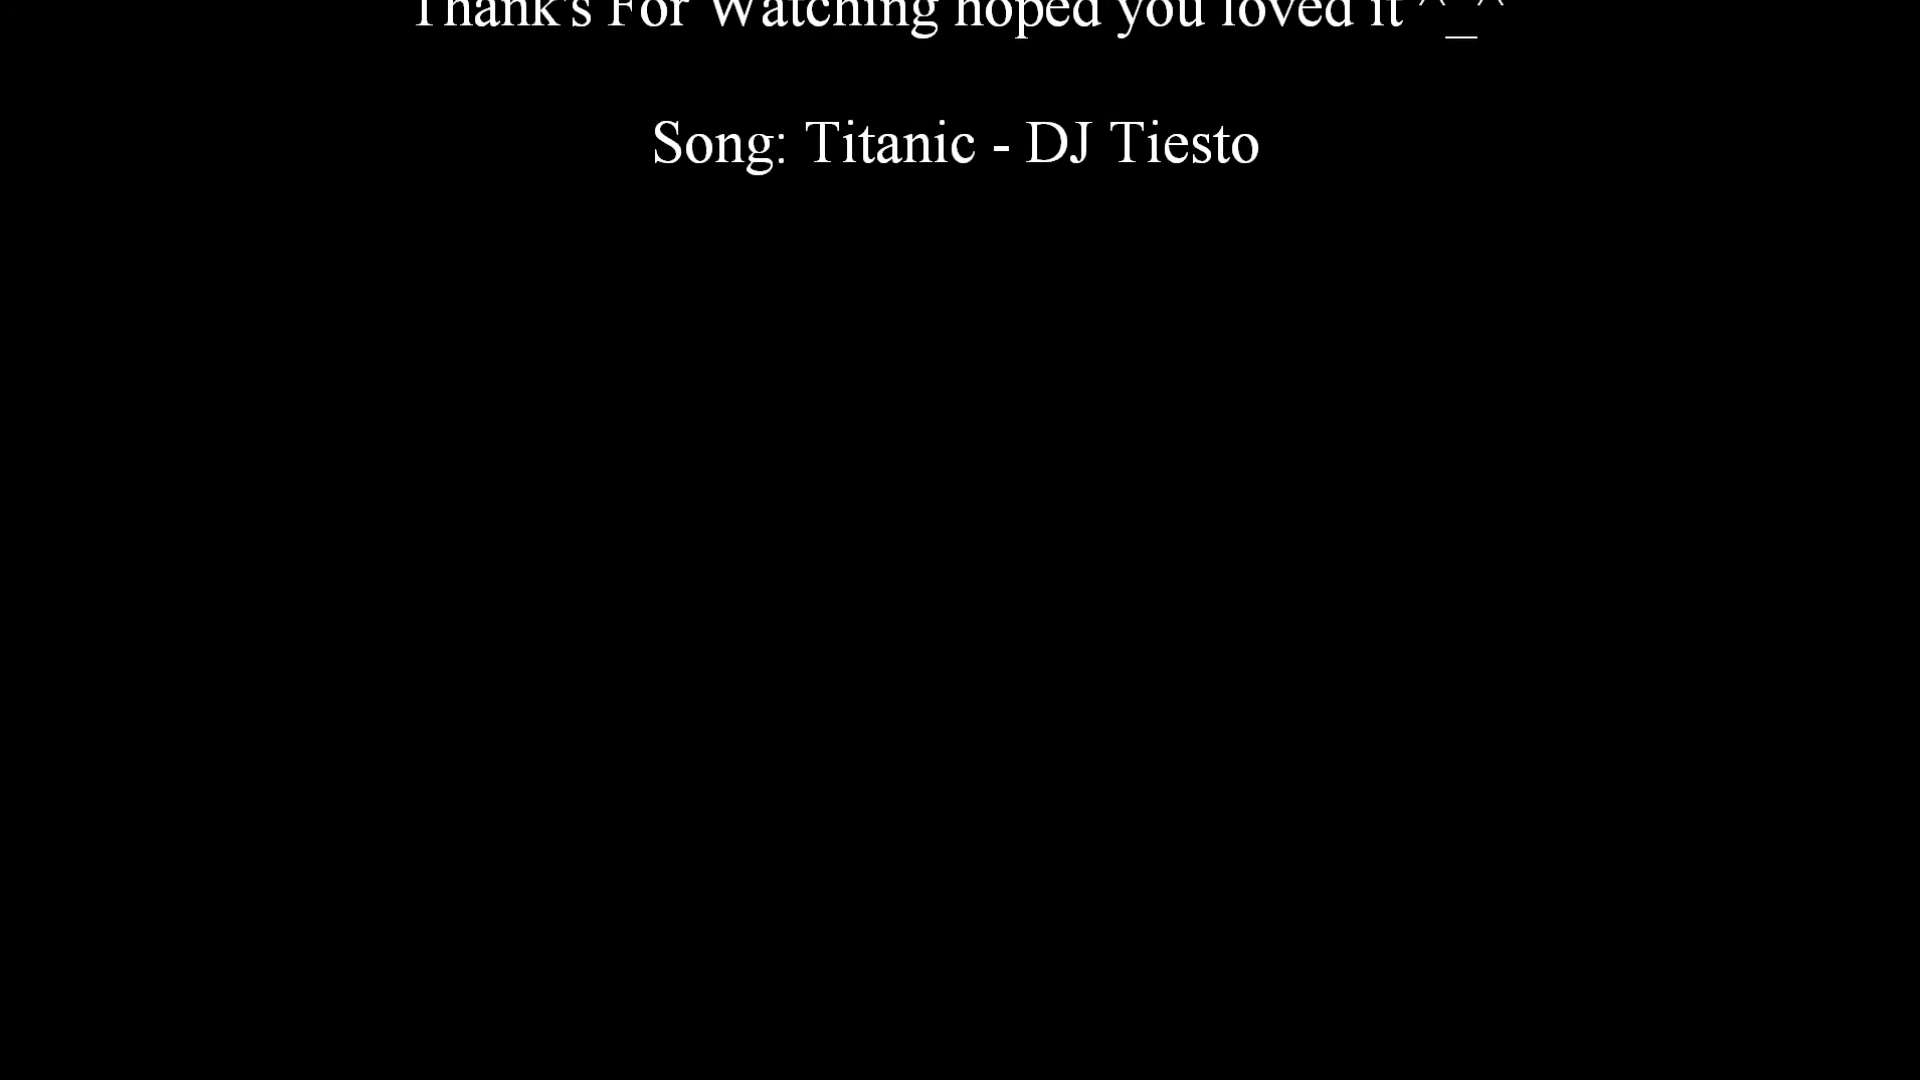 Thank's For Watching hoped you loved it ^_^
Song: Titanic - DJ Tiesto